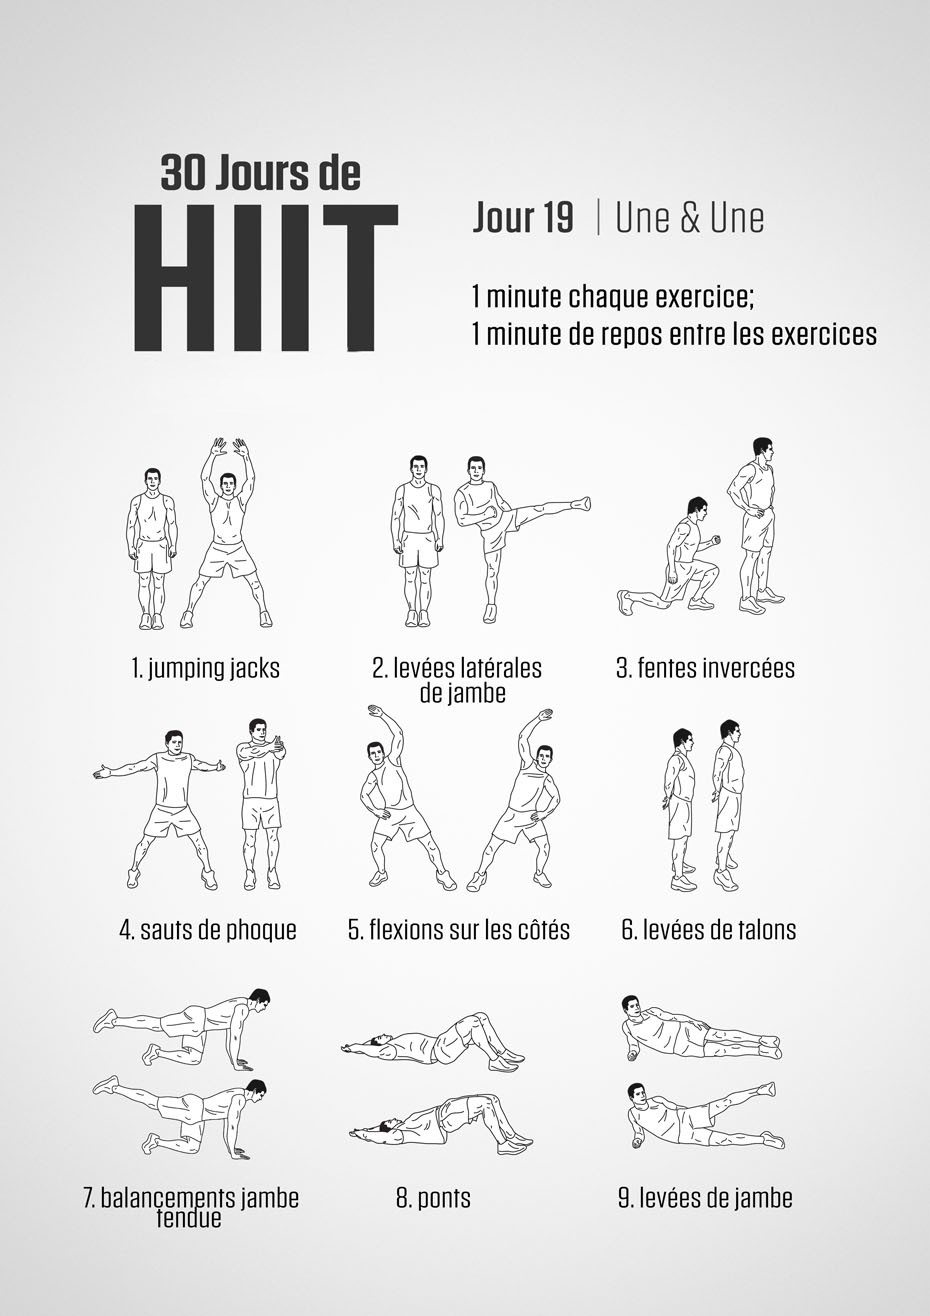 30 Jours de
HIIT
Jour 19 | Une & Une
1 minute chaque exercice;
1 minute de repos entre les exercices
1. jumping jacks
2. levées latérales
de jambe
3. fentes invercées
4. sauts de phoque
5. flexions sur les côtés
6. levées de talons
7. balancements jambe
tendue
8. ponts
9. levées de jambe